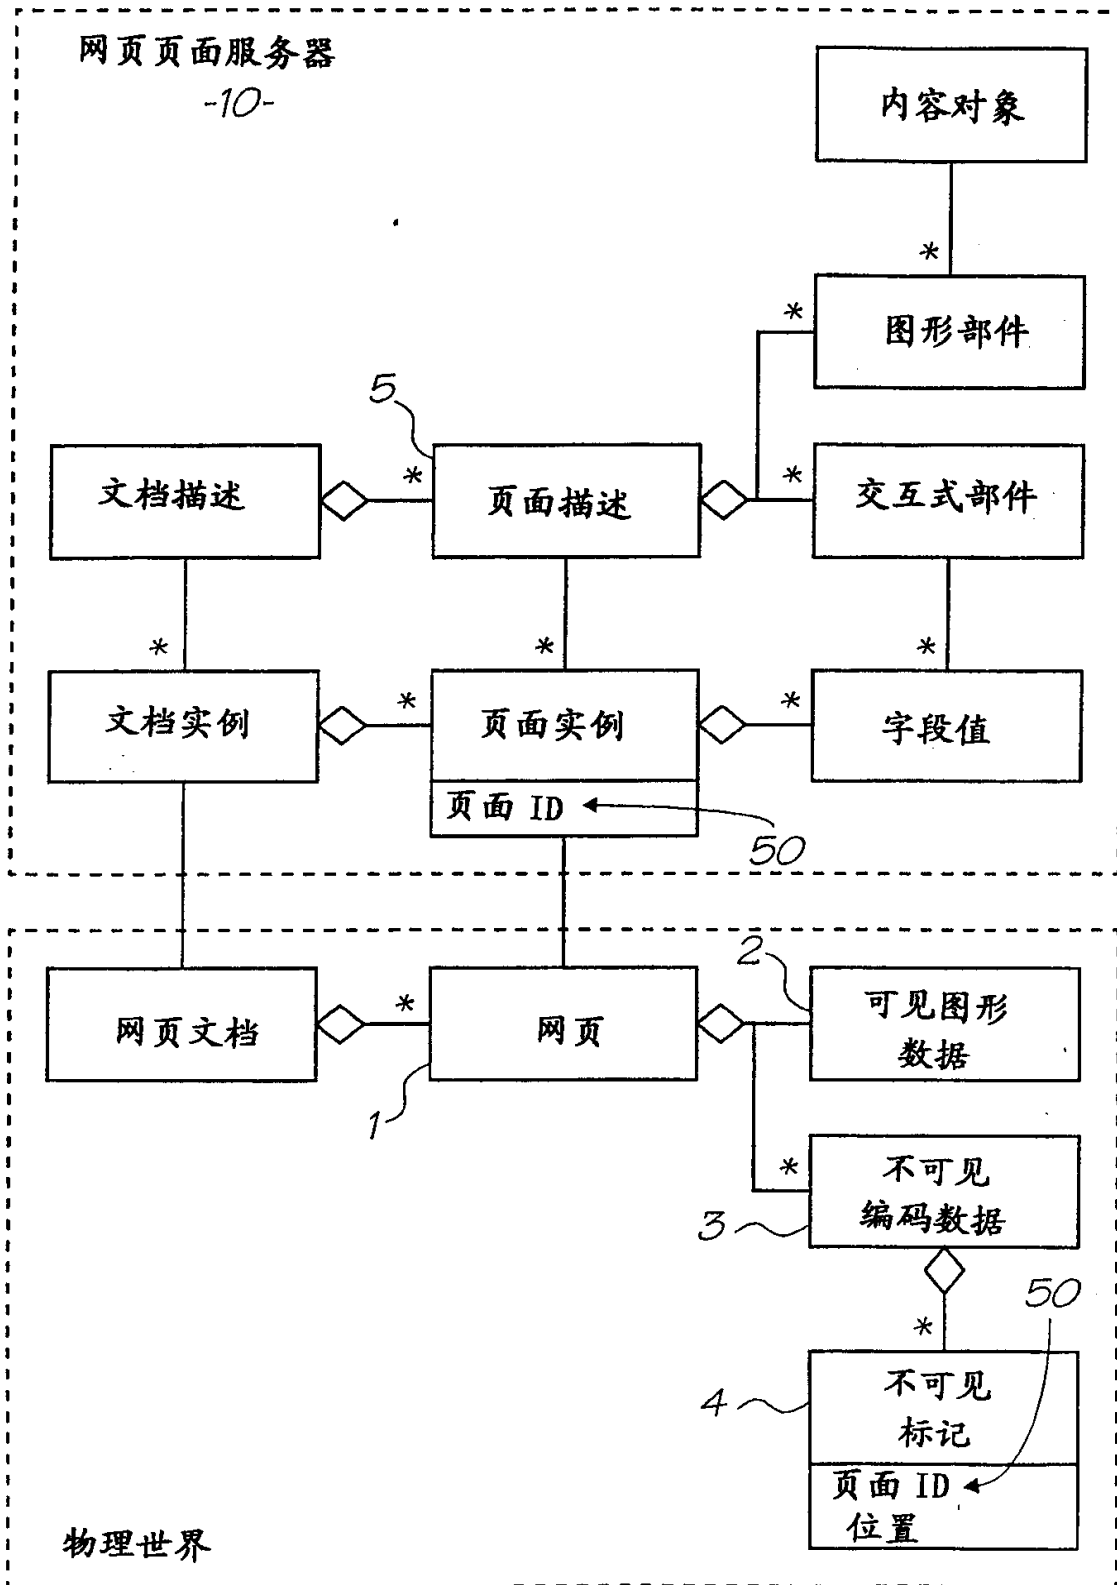 网页页面服务器
-10-
内容对象
*
图形部件
*
5
文档描述
*
页面描述
*
交互式部件
*
*
*
文档实例
*
页面实例
*
字段值
页面 ID
50
网页文档
*
网页
1
2
可见图形
数据
*
不可见
编码数据
3
50
*
4
不可见
标记
页面 ID
位置
物理世界